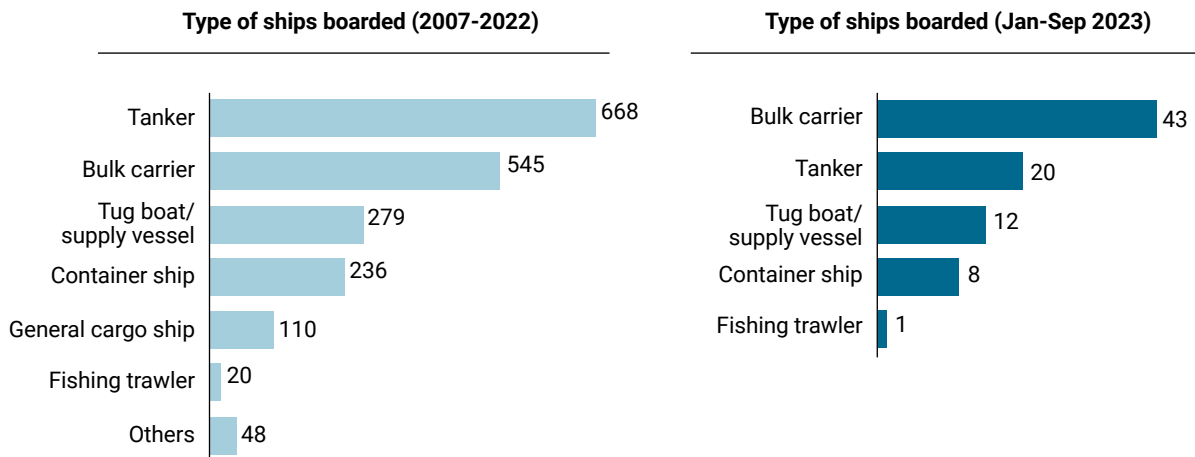 Type of ships boarded (2007-2022)
Tanker 668
Bulk carrier 545
Tug boat/
supply vessel 279
Container ship 236
General cargo ship 110
Fishing trawler 20
Others 48
Type of ships boarded (Jan-Sep 2023)
Bulk carrier 43
Tanker 20
Tug boat/
supply vessel 12
Container ship 8
Fishing trawler 1